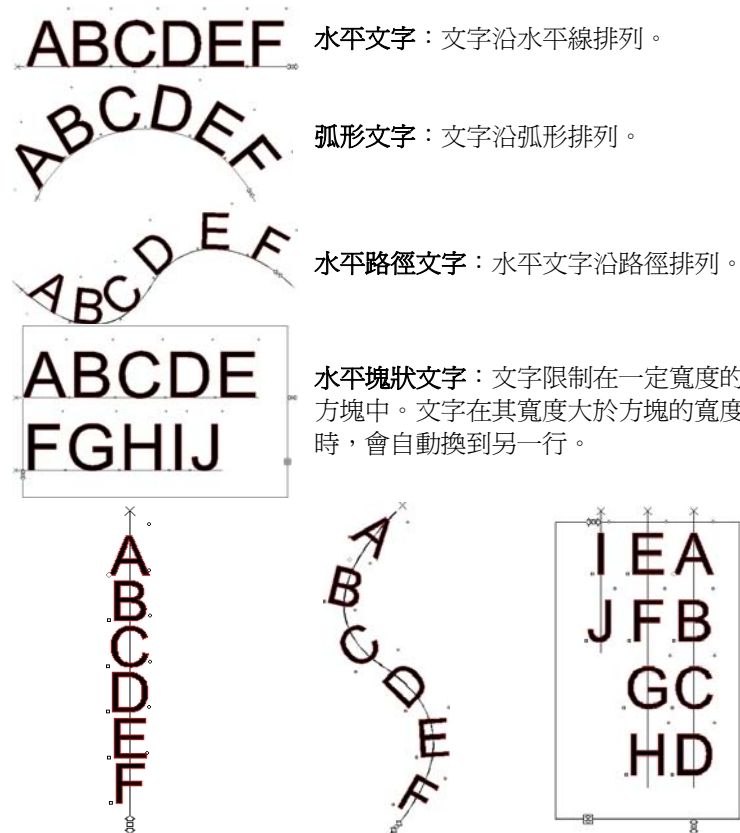 ABCDEF
水平文字：文字沿水平線排列。
ABCDEF
弧形文字：文字沿弧形排列。
ABCDEF
水平路徑文字：水平文字沿路徑排列。
ABCDE
FGHIJ
水平塊狀文字：文字限制在一定寬度的
方塊中。文字在其寬度大於方塊的寬度
時，會自動換到另一行。
ABCDEF
ABCDEF
ABCD
EFGH
IJ